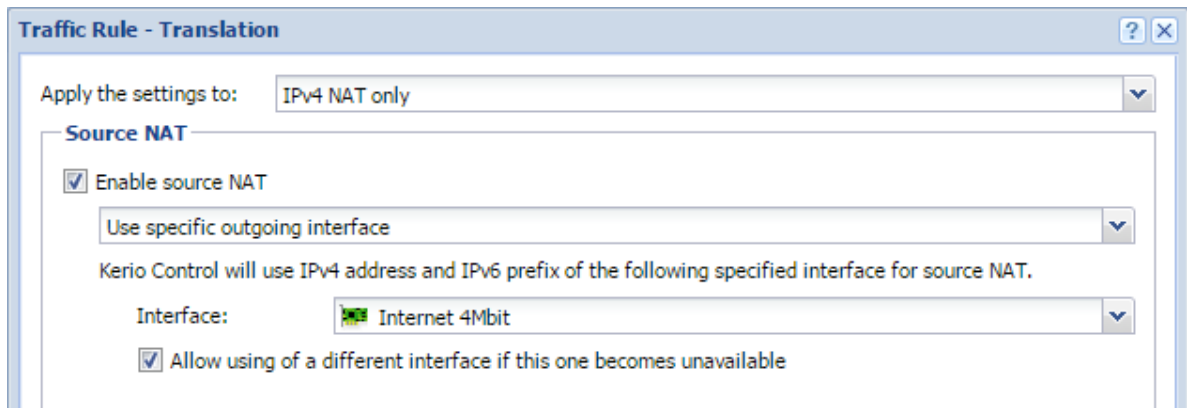 Traffic Rule - Translation
Apply the settings to: IPv4 NAT only
Source NAT
Enable source NAT
Use specific outgoing interface
Kerio Control will use IPv4 address and IPv6 prefix of the following specified interface for source NAT.
Interface: Internet 4Mbit
Allow using of a different interface if this one becomes unavailable